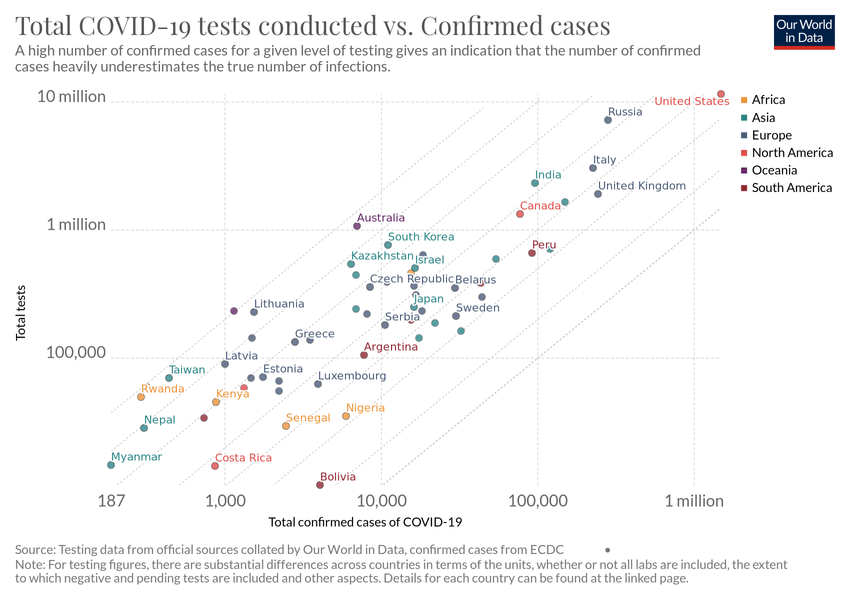 Total COVID-19 tests conducted vs. Confirmed cases
Our World
in Data
A high number of confirmed cases for a given level of testing gives an indication that the number of confirmed
cases heavily underestimates the true number of infections.
10 million
1 million
100,000
Total tests
United States
Russia
Italy
India
United Kingdom
Canada
Australia
South Korea
Peru
Kazakhstan
Israel
Czech Republic
Belarus
Lithuania
Japan
Sweden
Serbia
Greece
Argentina
Latvia
Taiwan
Estonia
Luxembourg
Rwanda
Kenya
Nigeria
Nepal
Senegal
Myanmar
Costa Rica
Bolivia
Africa
Asia
Europe
North America
Oceania
South America
187
1,000
10,000
100,000
1 million
Total confirmed cases of COVID-19
Source: Testing data from official sources collated by Our World in Data, confirmed cases from ECDC
Note: For testing figures, there are substantial differences across countries in terms of the units, whether or not all labs are included, the extent
to which negative and pending tests are included and other aspects. Details for each country can be found at the linked page.